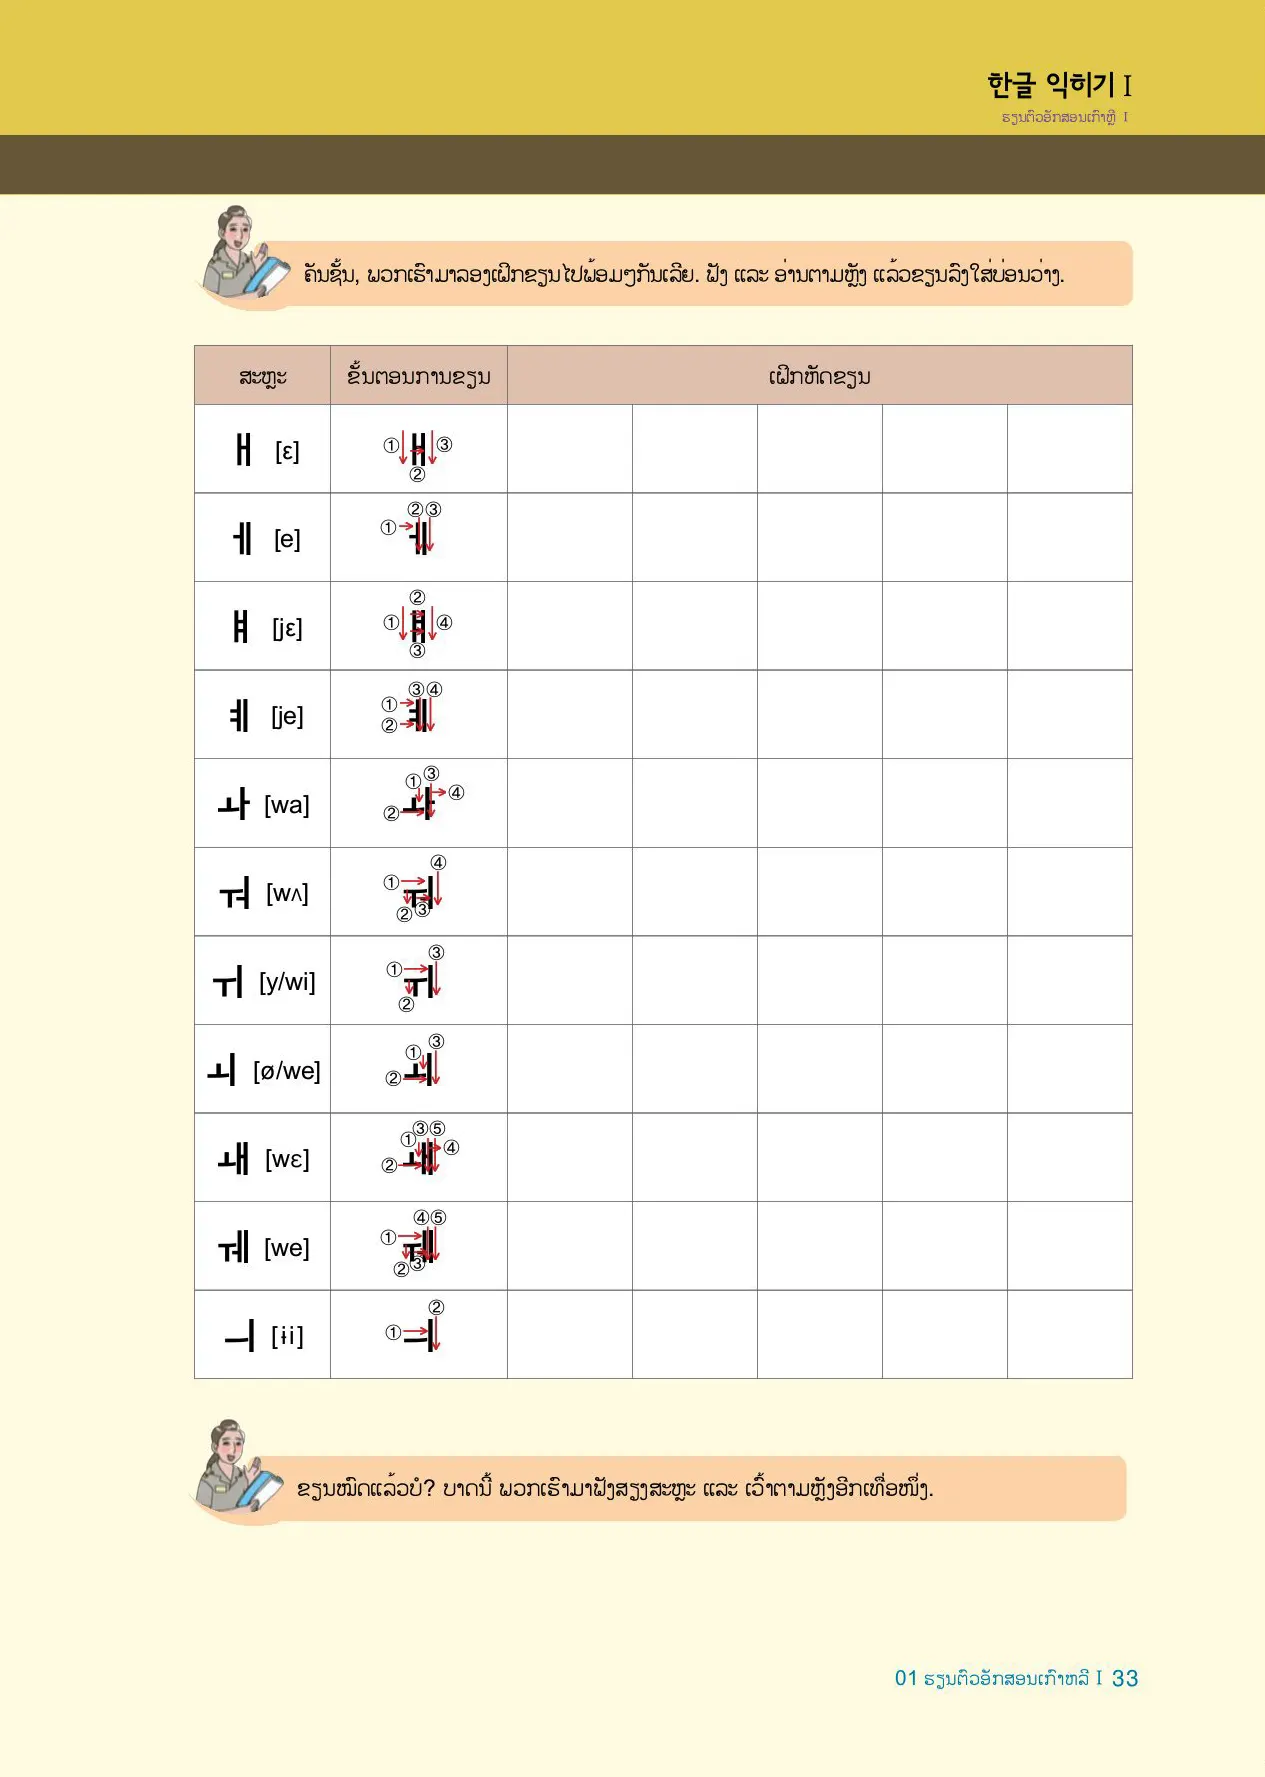 한글 익히기 I
ຮຽນຕົວອັກສອນເກົາຫຼີ I
ຄັນຊັ້ນ, ພວກເຮົາມາລອງເຝິກຂຽນໄປພ້ອມໆກັນເລີຍ. ຟັງ ແລະ ອ່ານຕາມຫຼັງ ແລ້ວຂຽນລົງໃສ່ບ່ອນວ່າງ.
ສະຫຼະ ຂັ້ນຕອນການຂຽນ ເຝິກຫັດຂຽນ
ㅐ [ɛ] ① ㅐ ③ ②
ㅔ [e] ① ② ③ ㅔ
ㅒ [jɛ] ② ① ㅒ ④ ③
ㅖ [je] ③ ④ ① ② ㅖ
ㅘ [wa] ① ③ ④ ② ㅘ
ㅝ [wʌ] ④ ① ㅝ ② ③
ㅟ [y/wi] ③ ① ㅟ ②
ㅚ [ø/we] ① ③ ② ㅚ
ㅙ [wɛ] ① ③ ⑤ ④ ② ㅙ
ㅞ [we] ④ ⑤ ① ㅞ ② ③
ㅢ [ɨi] ② ① ㅢ
ຂຽນໝົດແລ້ວບໍ? ບາດນີ້ ພວກເຮົາມາຟັງສຽງສະຫຼະ ແລະ ເວົ້າຕາມຫຼັງອີກເທື່ອໜຶ່ງ.
01 ຮຽນຕົວອັກສອນເກົາຫລີ I 33